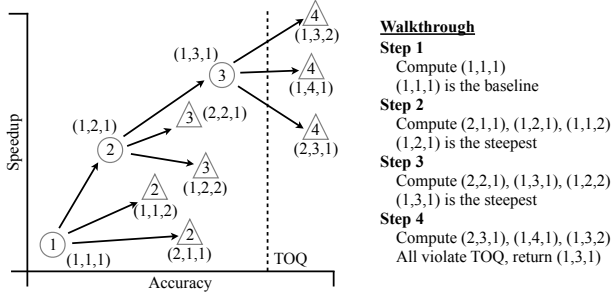 4
(1,3,2)
(1,3,1)
3
4
(1,4,1)
3
(2,2,1)
4
(2,3,1)
(1,2,1)
2
3
(1,2,2)
2
(1,1,2)
1
2
(1,1,1)
(2,1,1)
TOQ
Speedup
Accuracy
Walkthrough
Step 1
Compute (1,1,1)
(1,1,1) is the baseline
Step 2
Compute (2,1,1), (1,2,1), (1,1,2)
(1,2,1) is the steepest
Step 3
Compute (2,2,1), (1,3,1), (1,2,2)
(1,3,1) is the steepest
Step 4
Compute (2,3,1), (1,4,1), (1,3,2)
All violate TOQ, return (1,3,1)